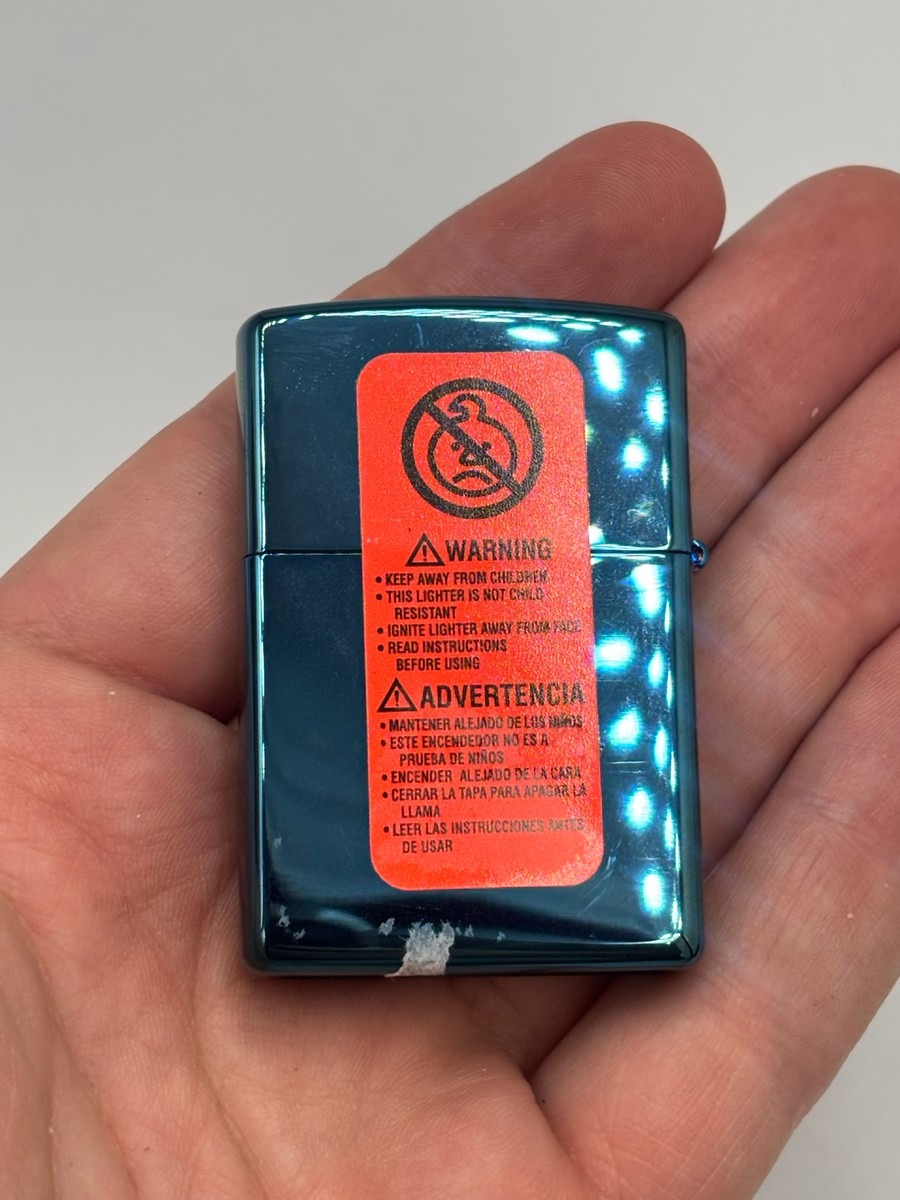 ⚠ WARNING
• KEEP AWAY FROM CHILDREN
• THIS LIGHTER IS NOT CHILD
RESISTANT
• IGNITE LIGHTER AWAY FROM FACE
• READ INSTRUCTIONS
BEFORE USING
⚠ ADVERTENCIA
• MANTENER ALEJADO DE LOS NIÑOS
• ESTE ENCENDEDOR NO ES A
PRUEBA DE NIÑOS
• ENCENDER ALEJADO DE LA CARA
• CERRAR LA TAPA PARA APAGAR LA
LLAMA
• LEER LAS INSTRUCCIONES ANTES
DE USAR